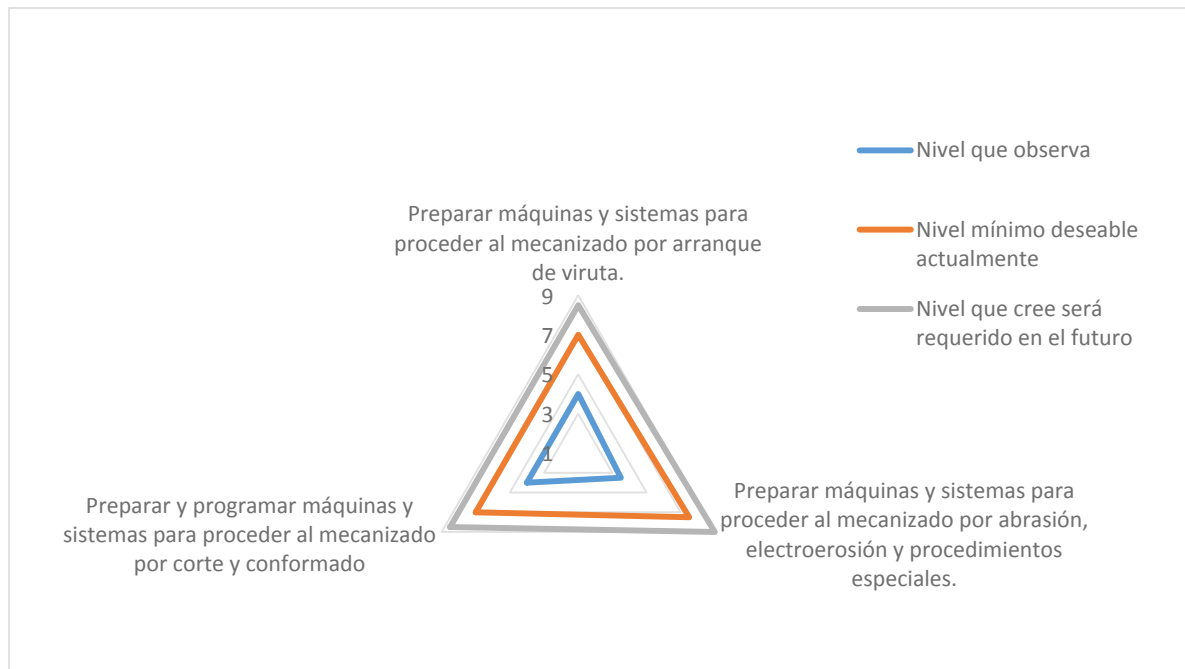 Nivel que observa
Nivel mínimo deseable
actualmente
Nivel que cree será
requerido en el futuro
Preparar máquinas y sistemas para
proceder al mecanizado por arranque
de viruta.
9
7
5
3
1
Preparar y programar máquinas y
sistemas para proceder al mecanizado
por corte y conformado
Preparar máquinas y sistemas para
proceder al mecanizado por abrasión,
electroerosión y procedimientos
especiales.